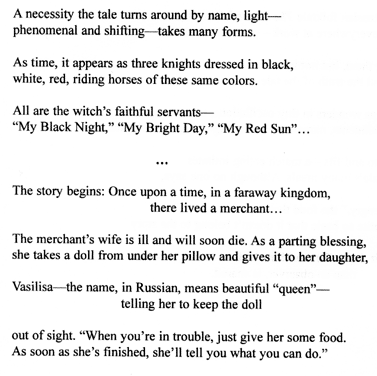 A necessity the tale turns around by name, light—
phenomenal and shifting—takes many forms.
As time, it appears as three knights dressed in black,
white, red, riding horses of these same colors.
All are the witch's faithful servants—
“My Black Night,” “My Bright Day,” “My Red Sun”…
...
The story begins: Once upon a time, in a faraway kingdom,
there lived a merchant…
The merchant's wife is ill and will soon die. As a parting blessing,
she takes a doll from under her pillow and gives it to her daughter,
Vasilisa—the name, in Russian, means beautiful “queen”—
telling her to keep the doll
out of sight. “When you're in trouble, just give her some food.
As soon as she's finished, she'll tell you what you can do.”